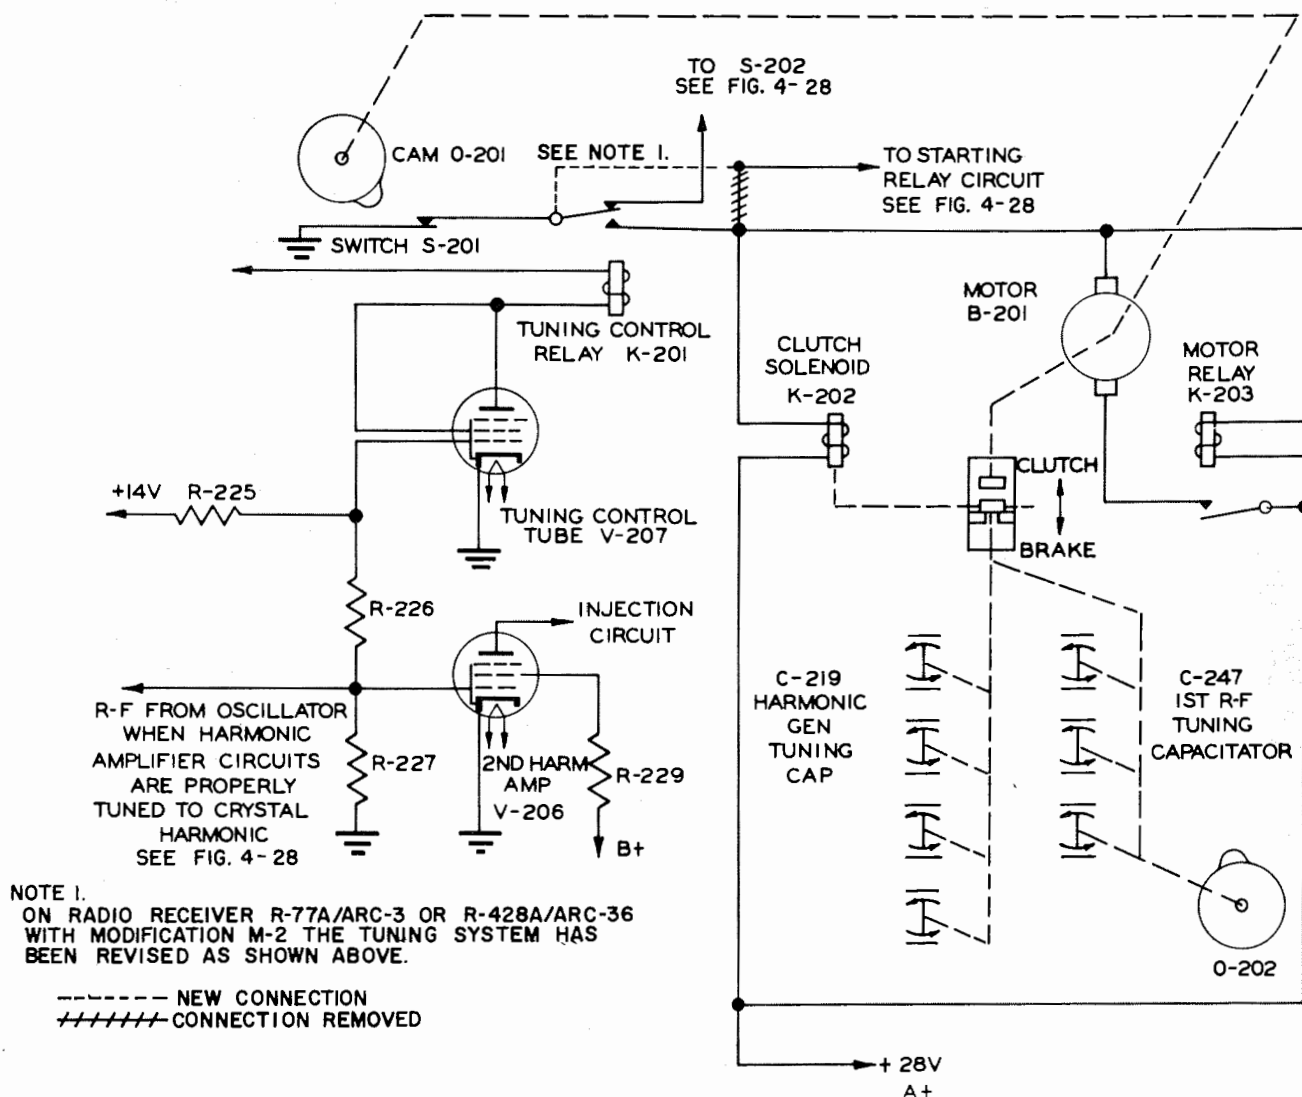 TO S-202
SEE FIG. 4-28
CAM O-201
SEE NOTE 1.
TO STARTING
RELAY CIRCUIT
SEE FIG. 4-28
SWITCH S-201
MOTOR
B-201
TUNING CONTROL
RELAY K-201
CLUTCH
SOLENOID
K-202
MOTOR
RELAY
K-203
CLUTCH
+14V R-225
TUNING CONTROL
TUBE V-207
BRAKE
R-226
INJECTION
CIRCUIT
R-F FROM OSCILLATOR
WHEN HARMONIC
AMPLIFIER CIRCUITS
ARE PROPERLY
TUNED TO CRYSTAL
HARMONIC
SEE FIG. 4-28
R-227
2ND HARM
AMP
V-206
R-229
B+
C-219
HARMONIC
GEN
TUNING
CAP
C-247
1ST R-F
TUNING
CAPACITATOR
O-202
NOTE 1.
ON RADIO RECEIVER R-77A/ARC-3 OR R-428A/ARC-36
WITH MODIFICATION M-2 THE TUNING SYSTEM HAS
BEEN REVISED AS SHOWN ABOVE.
NEW CONNECTION
CONNECTION REMOVED
+ 28V
A+